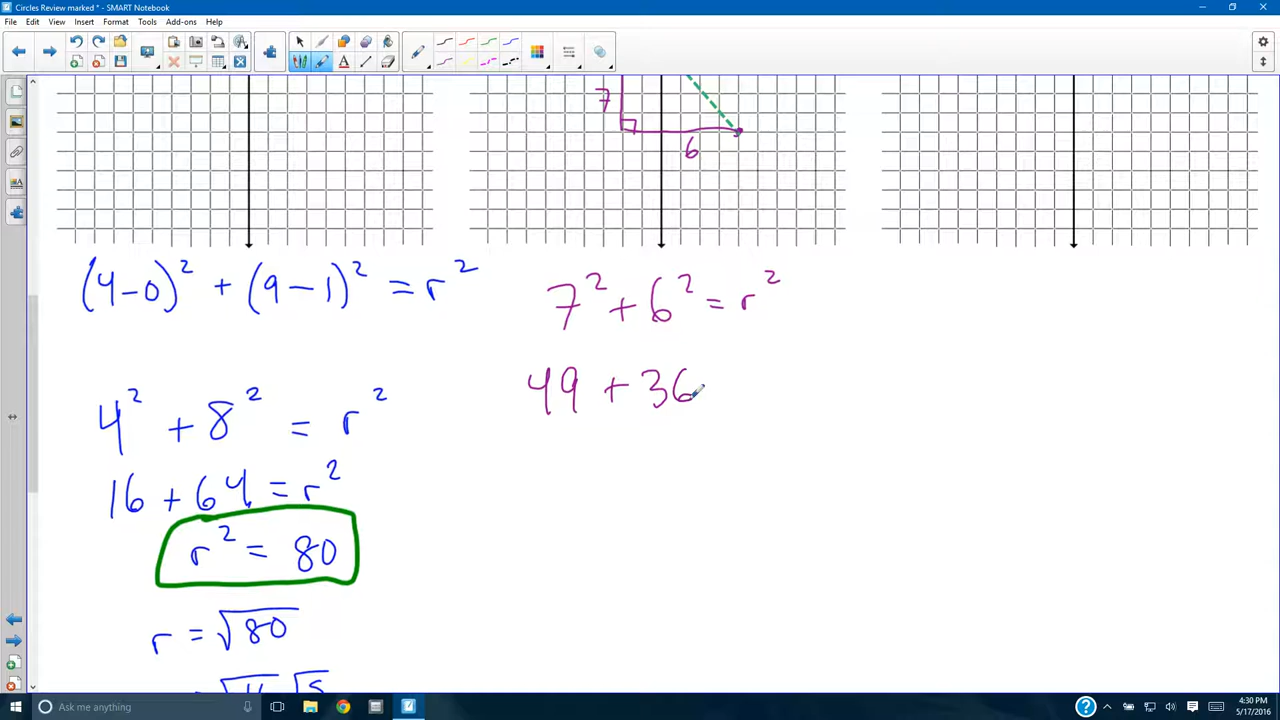 Circles Review marked * - SMART Notebook
File Edit View Insert Format Tools Add-ons Help
7
6
(4-0)² + (9-1)² = r²
4² + 8² = r²
16 + 64 = r²
r² = 80
r = √80
7² + 6² = r²
49 + 36
Ask me anything
4:30 PM
5/17/2016